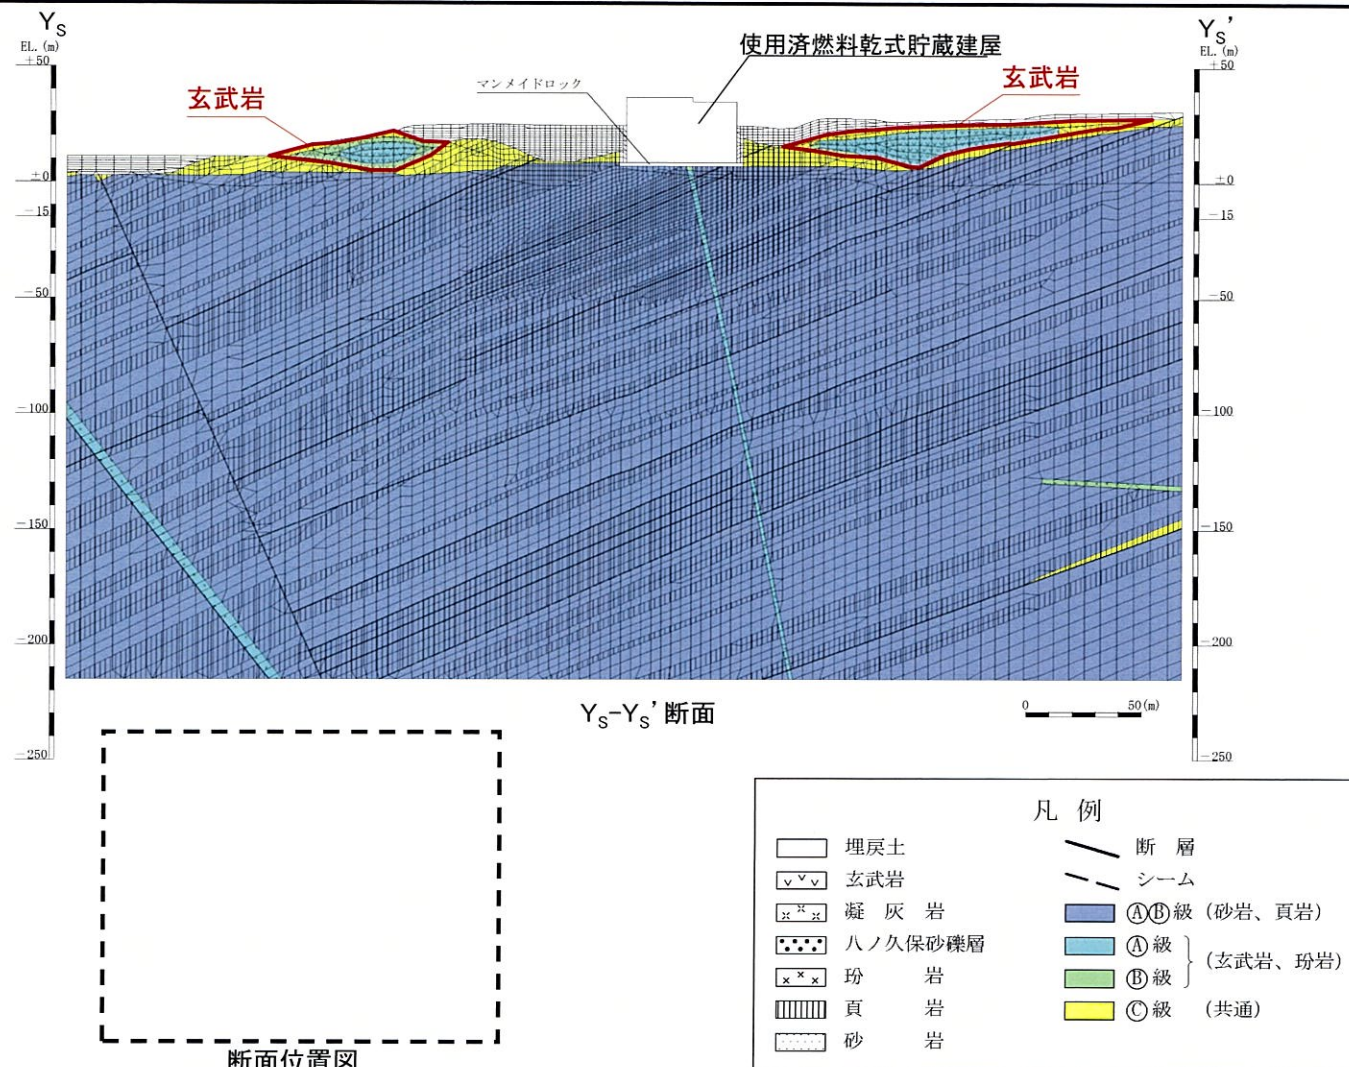 Ys
EL.(m)
Ys'
EL.(m)
使用済燃料乾式貯蔵建屋
マンメイドロック
玄武岩
玄武岩
+50
±0
-15
-50
-100
-150
-200
-250
+50
±0
-15
-50
-100
-150
-200
-250
Ys-Ys'断面
0 50(m)
断面位置図
凡 例
埋戻土
玄武岩
凝 灰 岩
八ノ久保砂礫層
玢 岩
頁 岩
砂 岩
断 層
シーム
ⒶⒷ級 (砂岩、頁岩)
Ⓐ級
Ⓑ級
(玄武岩、玢岩)
Ⓒ級 (共通)